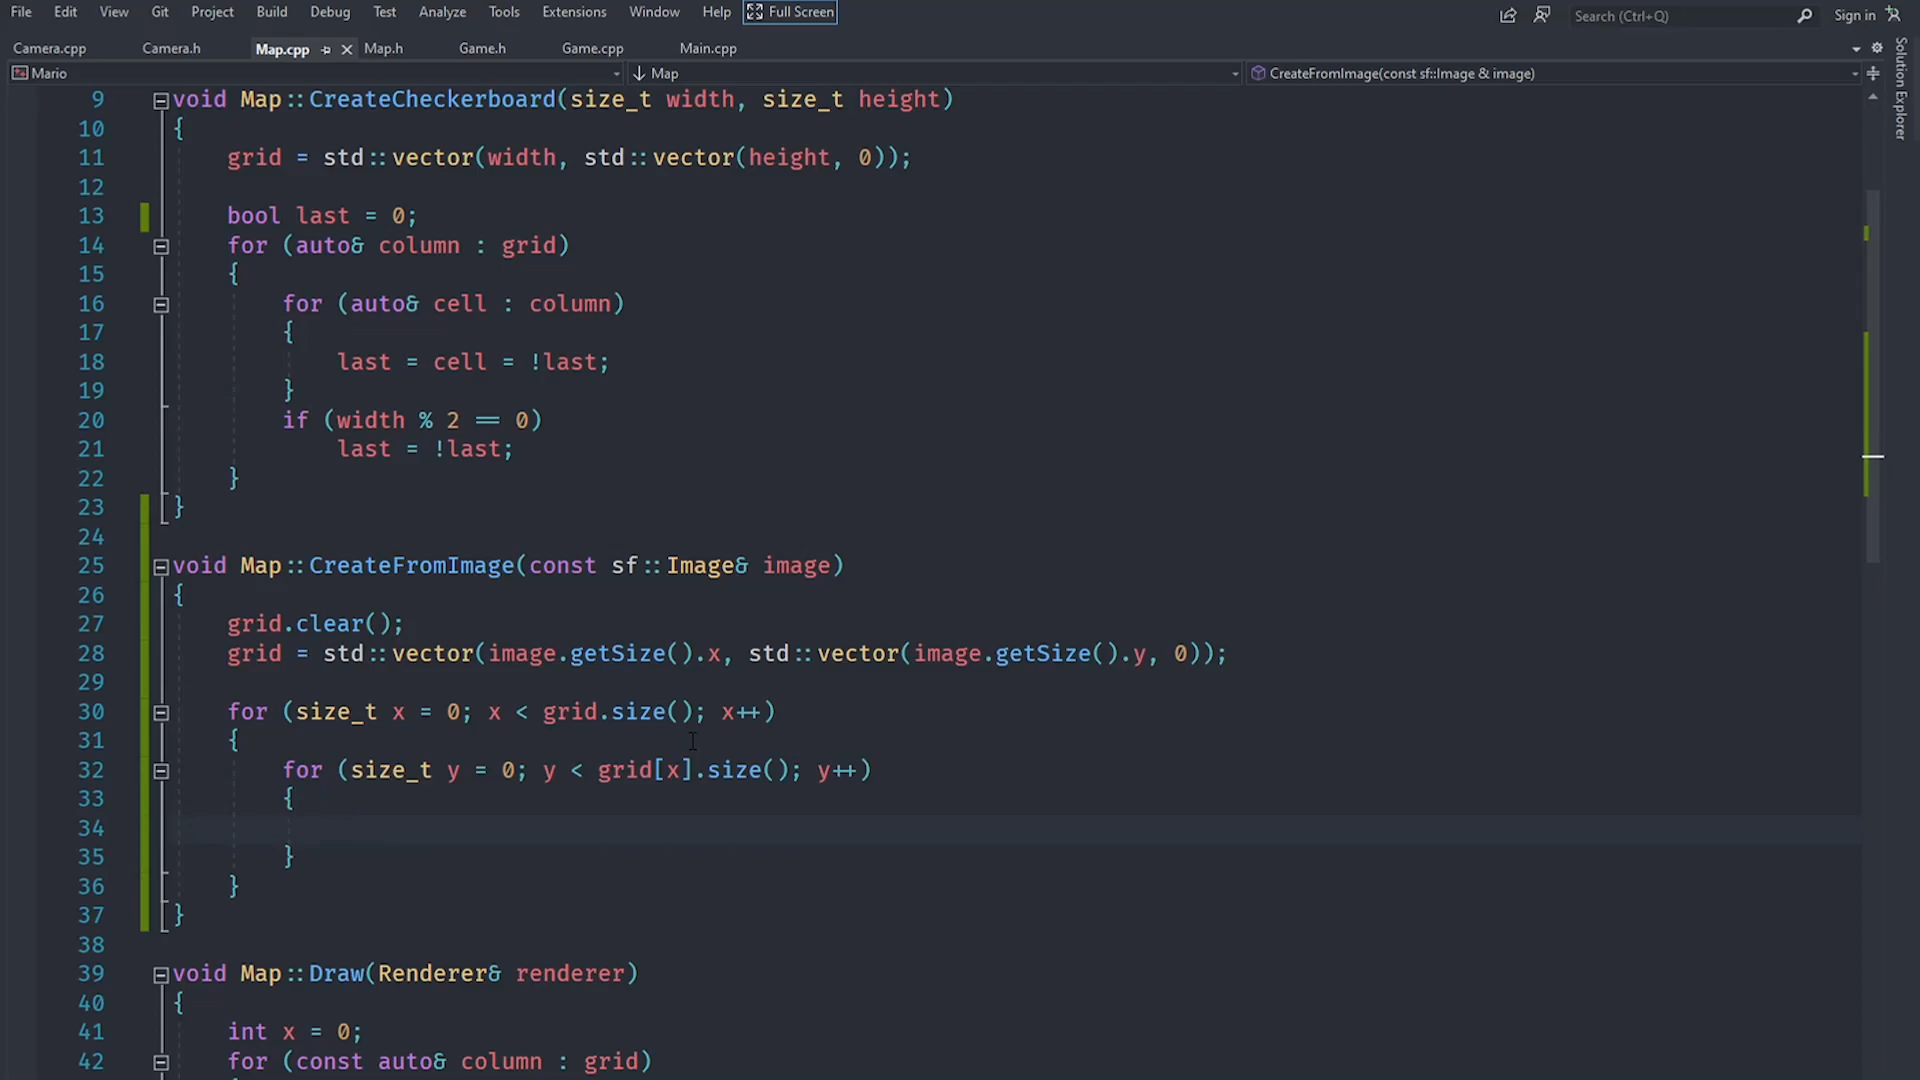 File Edit View Git Project Build Debug Test Analyze Tools Extensions Window Help Full Screen Search (Ctrl+Q) Sign in
Camera.cpp Camera.h Map.cpp Map.h Game.h Game.cpp Main.cpp
Mario Map CreateFromImage(const sf::Image & image)
Solution Explorer
9 void Map::CreateCheckerboard(size_t width, size_t height)
10 {
11 grid = std::vector(width, std::vector(height, 0));
12
13 bool last = 0;
14 for (auto& column : grid)
15 {
16 for (auto& cell : column)
17 {
18 last = cell = !last;
19 }
20 if (width % 2 == 0)
21 last = !last;
22 }
23 }
24
25 void Map::CreateFromImage(const sf::Image& image)
26 {
27 grid.clear();
28 grid = std::vector(image.getSize().x, std::vector(image.getSize().y, 0));
29
30 for (size_t x = 0; x < grid.size(); x++)
31 {
32 for (size_t y = 0; y < grid[x].size(); y++)
33 {
34
35 }
36 }
37 }
38
39 void Map::Draw(Renderer& renderer)
40 {
41 int x = 0;
42 for (const auto& column : grid)